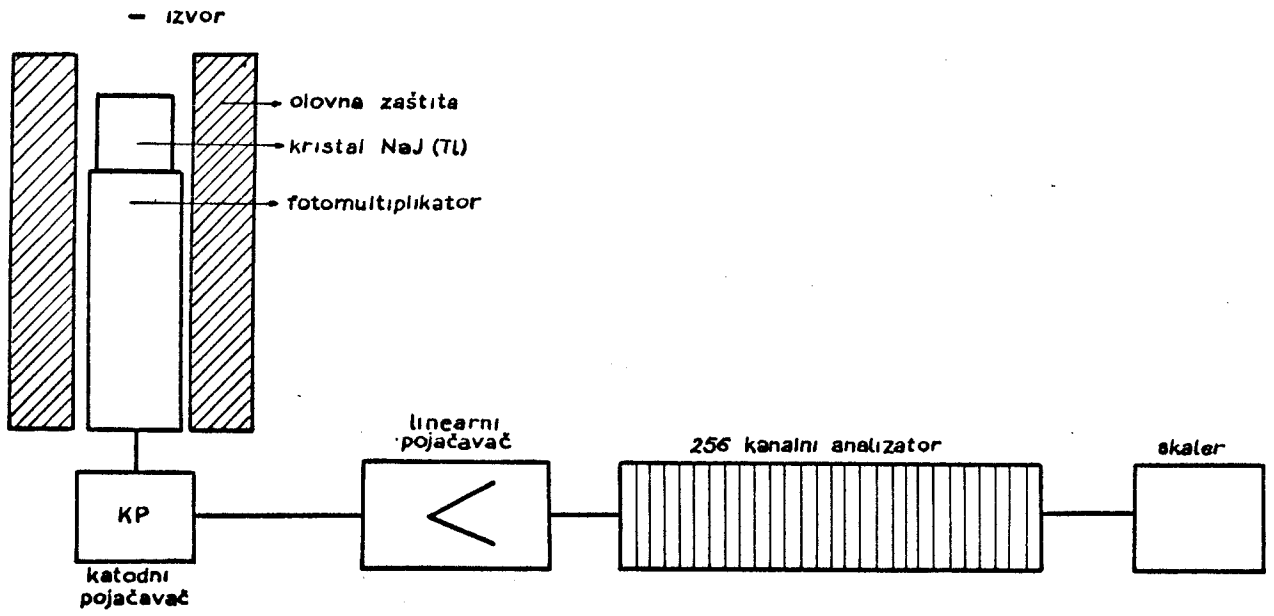 - izvor
olovna zaštita
kristal NaJ (Tl)
fotomultiplikator
linearni
pojačavač
256 kanalni analizator
skaler
KP
katodni
pojačavač